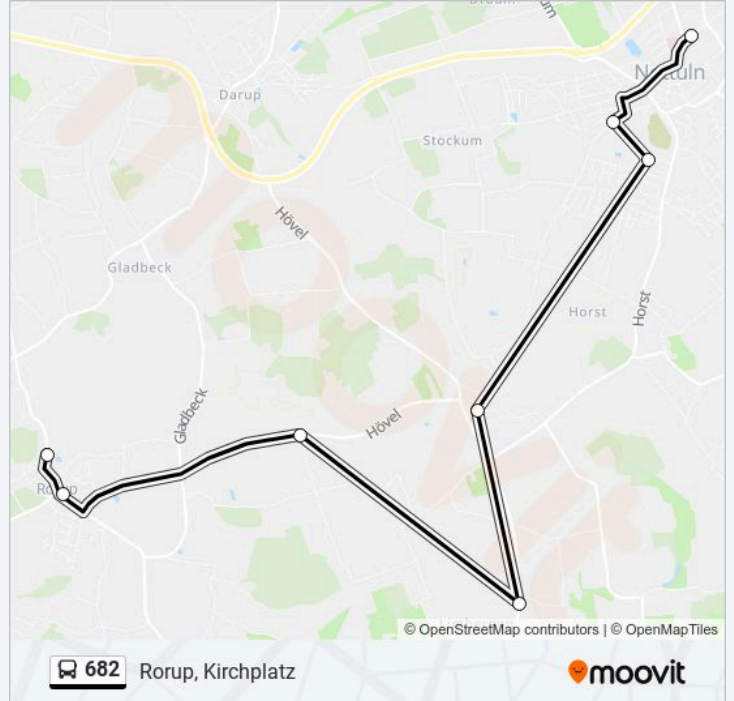 Darup
Stockum
Hövel
Gladbeck
Horst
Horst
Gladbeck
Hövel
© OpenStreetMap contributors | © OpenMapTiles
682
Rorup, Kirchplatz
moovit